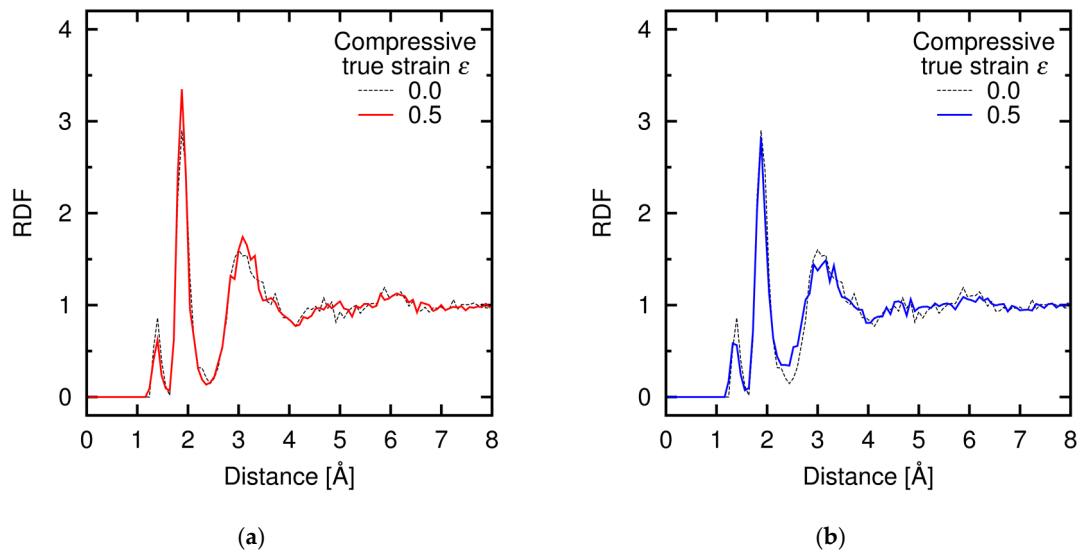 4
3
2
1
0
RDF
Compressive
true strain ε
0.0
0.5
0 1 2 3 4 5 6 7 8
Distance [Å]
(a)
4
3
2
1
0
RDF
Compressive
true strain ε
0.0
0.5
0 1 2 3 4 5 6 7 8
Distance [Å]
(b)